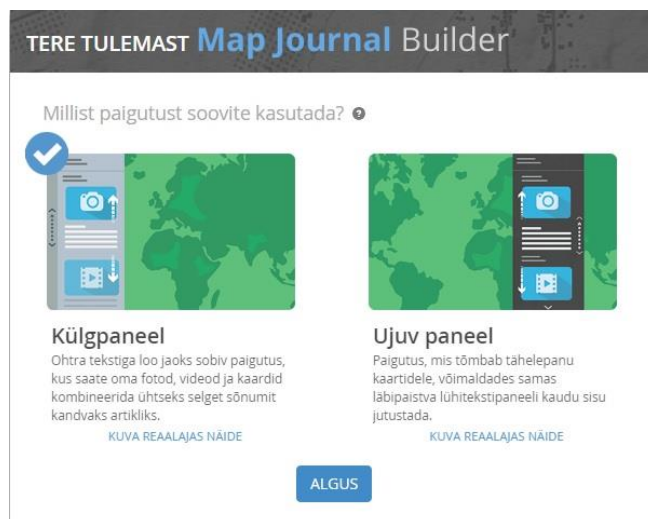 TERE TULEMAST Map Journal Builder
Millist paigutust soovite kasutada? ?
Külgpaneel
Ohtra tekstiga loo jaoks sobiv paigutus,
kus saate oma fotod, videod ja kaardid
kombineerida ühtseks selget sõnumit
kandvaks artikliks.
KUVA REAALAJAS NÄIDE
Ujuv paneel
Paigutus, mis tõmbab tähelepanu
kaartidele, võimaldades samas
läbipaistva lühitekstipaneeli kaudu sisu
jutustada.
KUVA REAALAJAS NÄIDE
ALGUS